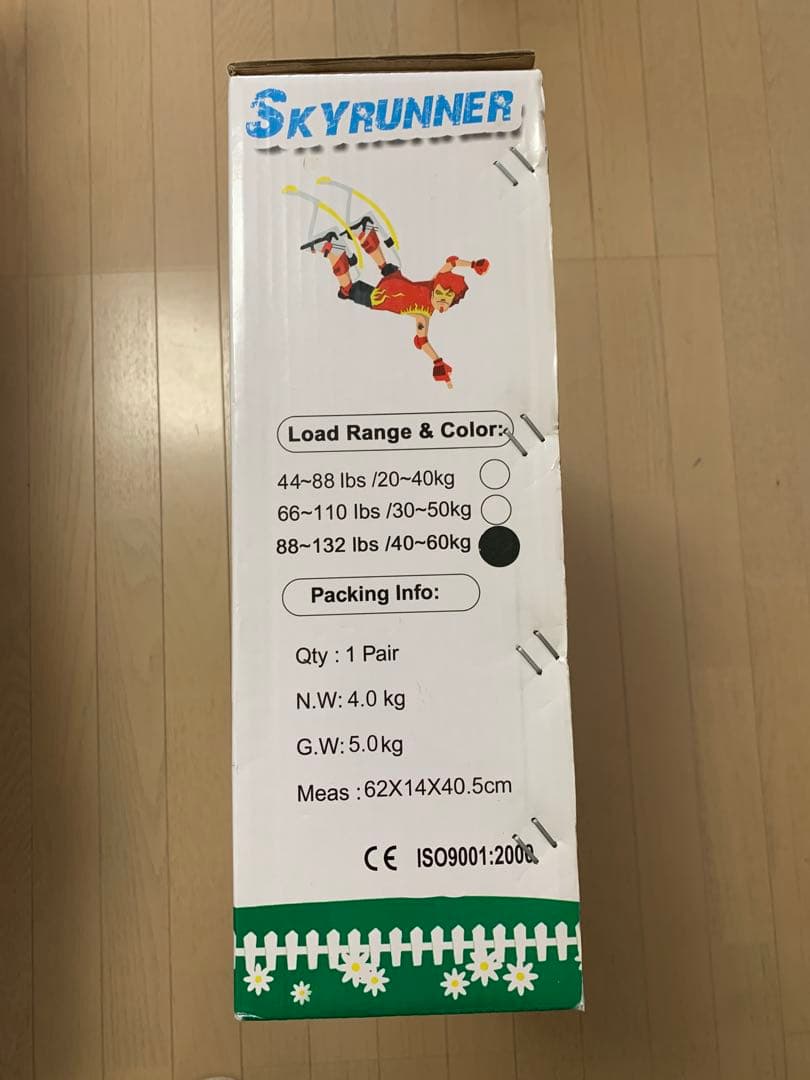 SKYRUNNER
Load Range & Color:
44~88 lbs /20~40kg
66~110 lbs /30~50kg
88~132 lbs /40~60kg
Packing Info:
Qty : 1 Pair
N.W: 4.0 kg
G.W: 5.0kg
Meas : 62X14X40.5cm
CE ISO9001:2000